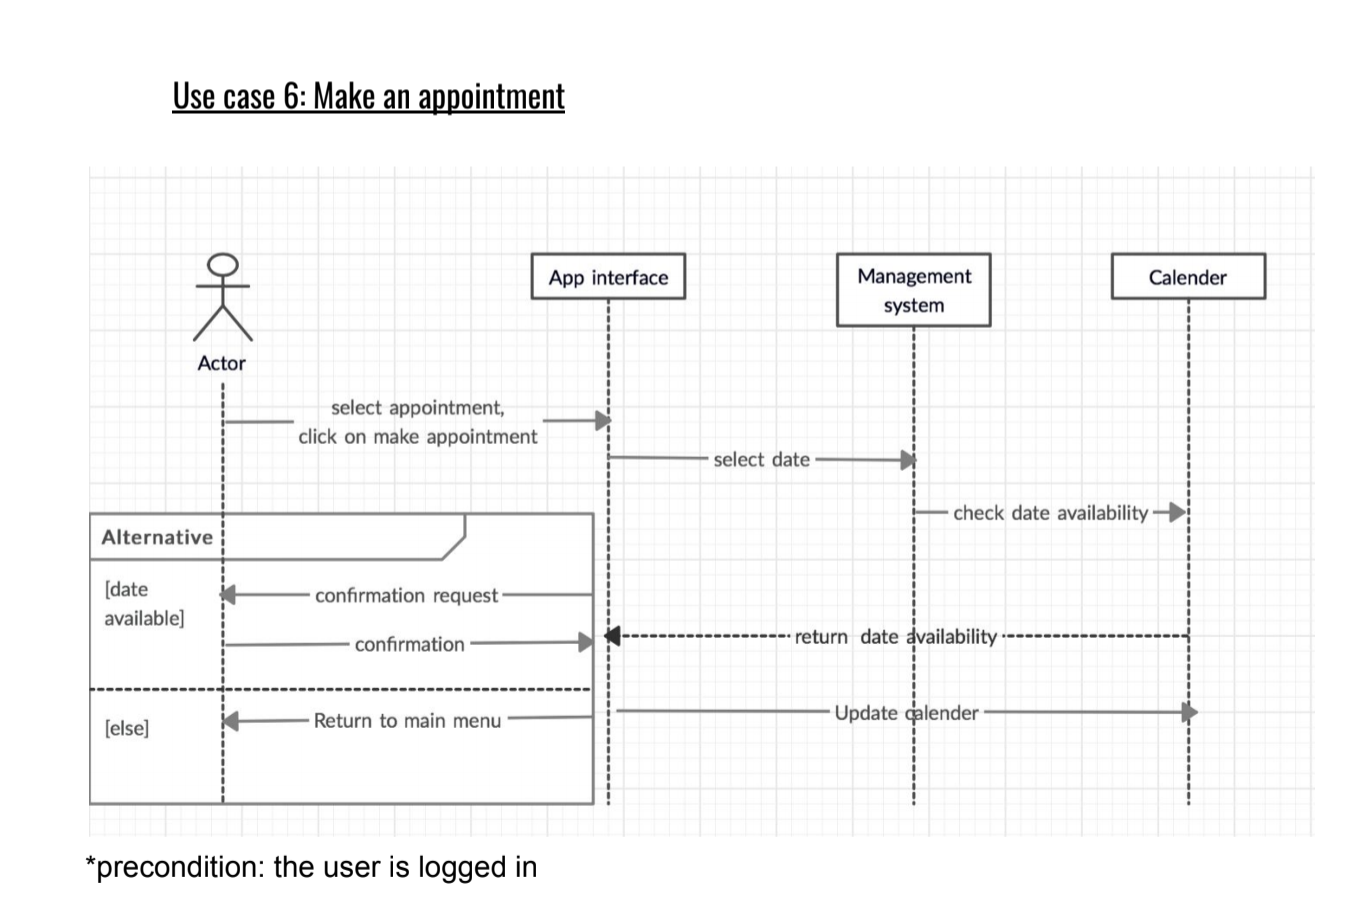 Use case 6: Make an appointment
App interface
Management
system
Calender
Actor
select appointment,
click on make appointment
select date
check date availability
Alternative
[date
available]
confirmation request
confirmation
return date availability
[else]
Return to main menu
Update calender
*precondition: the user is logged in